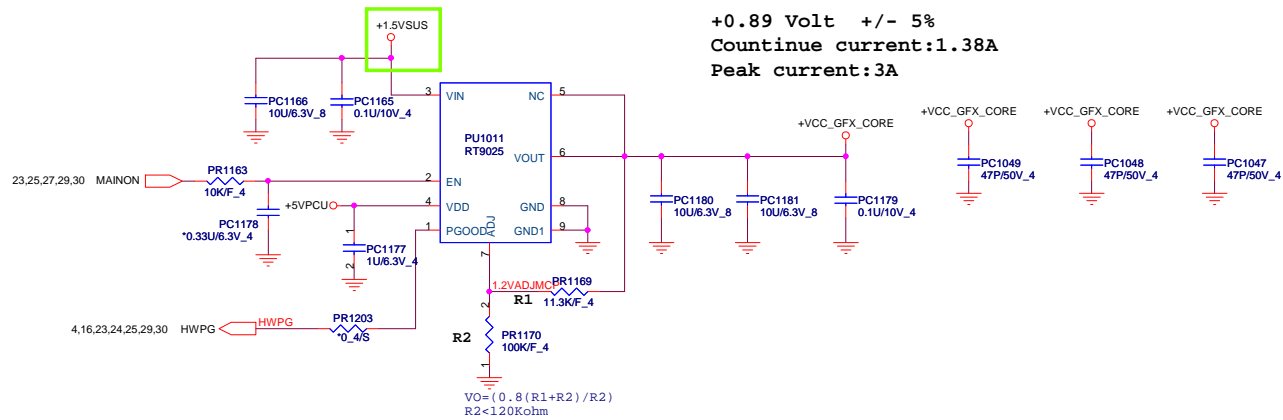 +0.89 Volt +/- 5%
Countinue current:1.38A
Peak current:3A
+1.5VSUS
PC1166
10U/6.3V_8
PC1165
0.1U/10V_4
3
VIN
NC
5
PU1011
RT9025
VOUT
6
+VCC_GFX_CORE
+VCC_GFX_CORE
+VCC_GFX_CORE
+VCC_GFX_CORE
PC1049
47P/50V_4
PC1048
47P/50V_4
PC1047
47P/50V_4
23,25,27,29,30 MAINON
PR1163
10K/F_4
2
EN
PC1178
*0.33U/6.3V_4
+5VPCU
4
VDD
GND
8
1
PGOOD
GND1
9
ADJ
7
PC1180
10U/6.3V_8
PC1181
10U/6.3V_8
PC1179
0.1U/10V_4
1
PC1177
1U/6.3V_4
2
1.2VADJMCP
PR1169
11.3K/F_4
R1
4,16,23,24,25,29,30 HWPG
HWPG
PR1203
*0_4/S
R2
2
PR1170
100K/F_4
1
VO=(0.8(R1+R2)/R2)
R2<120Kohm